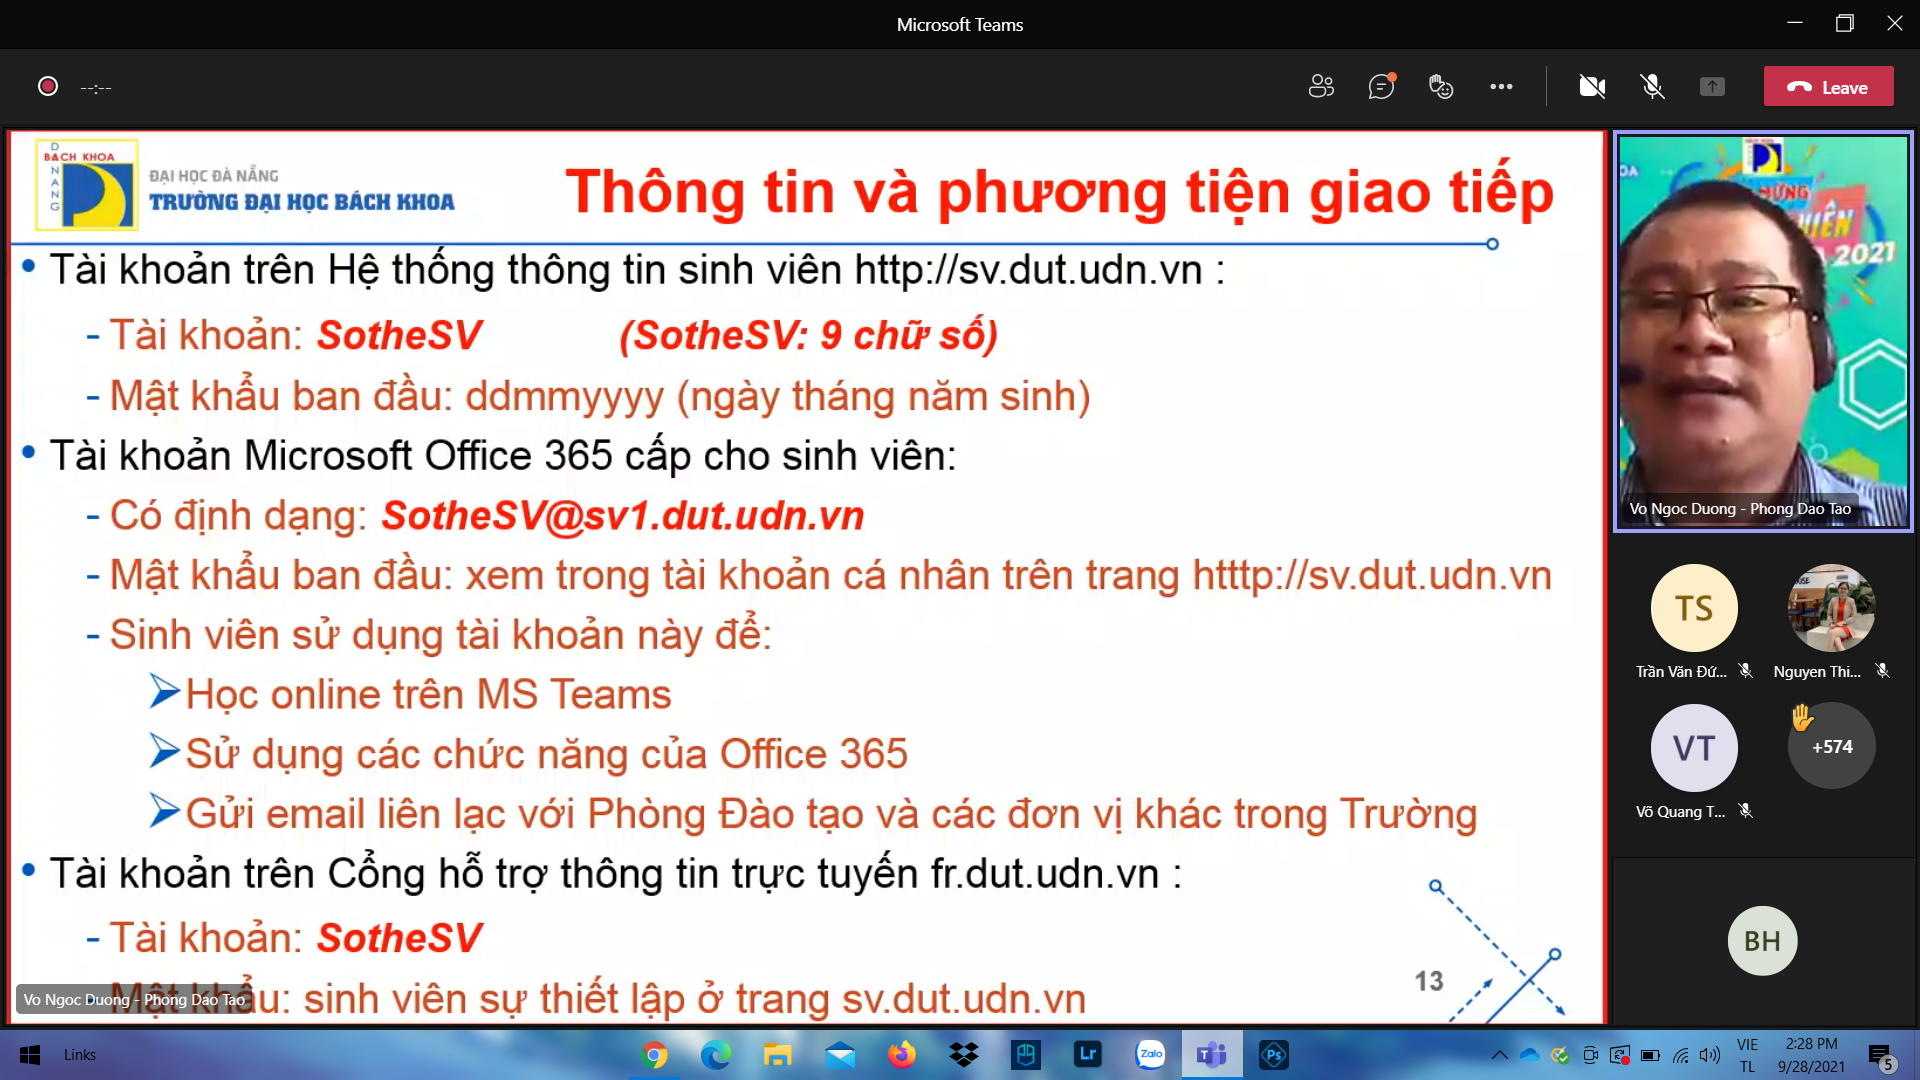 Microsoft Teams
--:--
Leave
DANANG
BÁCH KHOA
ĐẠI HỌC ĐÀ NẴNG
TRƯỜNG ĐẠI HỌC BÁCH KHOA
Thông tin và phương tiện giao tiếp
• Tài khoản trên Hệ thống thông tin sinh viên http://sv.dut.udn.vn :
- Tài khoản: SotheSV (SotheSV: 9 chữ số)
- Mật khẩu ban đầu: ddmmyyyy (ngày tháng năm sinh)
• Tài khoản Microsoft Office 365 cấp cho sinh viên:
- Có định dạng: SotheSV@sv1.dut.udn.vn
- Mật khẩu ban đầu: xem trong tài khoản cá nhân trên trang htttp://sv.dut.udn.vn
- Sinh viên sử dụng tài khoản này để:
➢Học online trên MS Teams
➢Sử dụng các chức năng của Office 365
➢Gửi email liên lạc với Phòng Đào tạo và các đơn vị khác trong Trường
• Tài khoản trên Cổng hỗ trợ thông tin trực tuyến fr.dut.udn.vn :
- Tài khoản: SotheSV
- Mật khẩu: sinh viên sự thiết lập ở trang sv.dut.udn.vn
13
Vo Ngoc Duong - Phong Dao Tao
2021
Vo Ngoc Duong - Phong Dao Tao
TS
Trần Văn Đứ...
Nguyen Thi...
VT
Võ Quang T...
+574
BH
Links
Lr
Zalo
Ps
VIE
TL
2:28 PM
9/28/2021
5